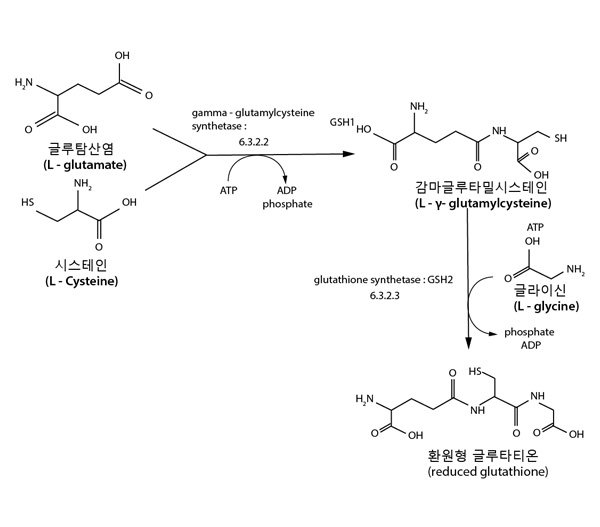 OH
H₂N
O
O
OH
글루탐산염
(L - glutamate)
NH₂
HS
OH
O
시스테인
(L - Cysteine)
gamma - glutamylcysteine
synthetase :
6.3.2.2
ATP
ADP
phosphate
GSH1
NH₂
HO
O
O
HN
SH
O
OH
감마글루타밀시스테인
(L - γ- glutamylcysteine)
ATP
OH
O
NH₂
글라이신
(L - glycine)
glutathione synthetase : GSH2
6.3.2.3
phosphate
ADP
H₂N
O
OH
O
NH
HS
O
NH
O
OH
환원형 글루타티온
(reduced glutathione)